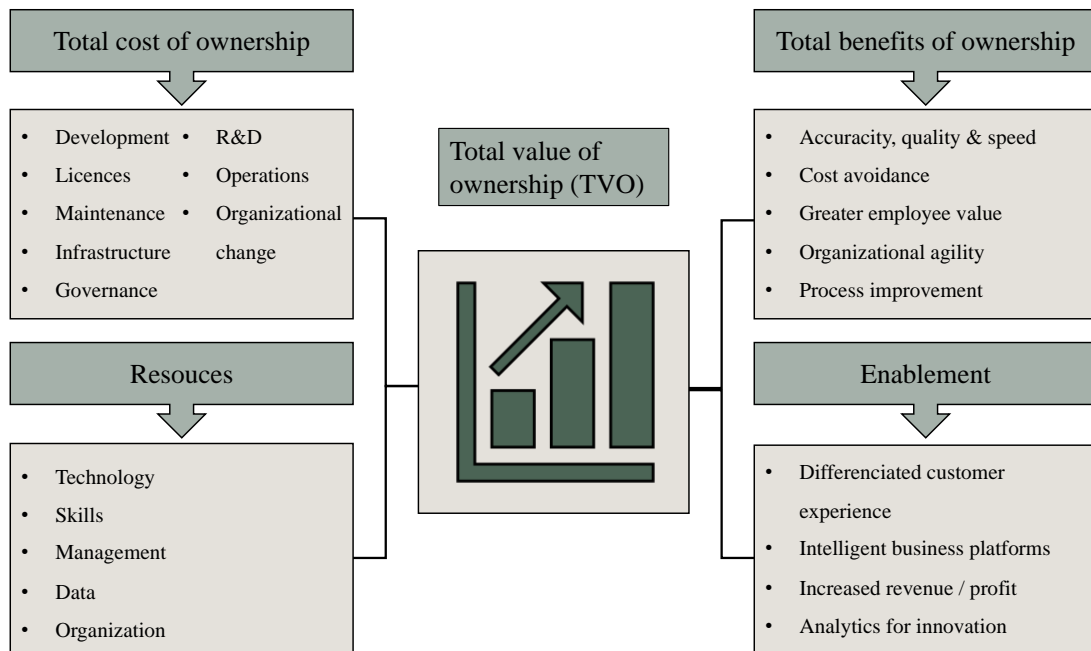 Total cost of ownership
• Development
• Licences
• Maintenance
• Infrastructure
• Governance
• R&D
• Operations
• Organizational
change
Resouces
• Technology
• Skills
• Management
• Data
• Organization
Total value of
ownership (TVO)
Total benefits of ownership
• Accuracity, quality & speed
• Cost avoidance
• Greater employee value
• Organizational agility
• Process improvement
Enablement
• Differenciated customer
experience
• Intelligent business platforms
• Increased revenue / profit
• Analytics for innovation